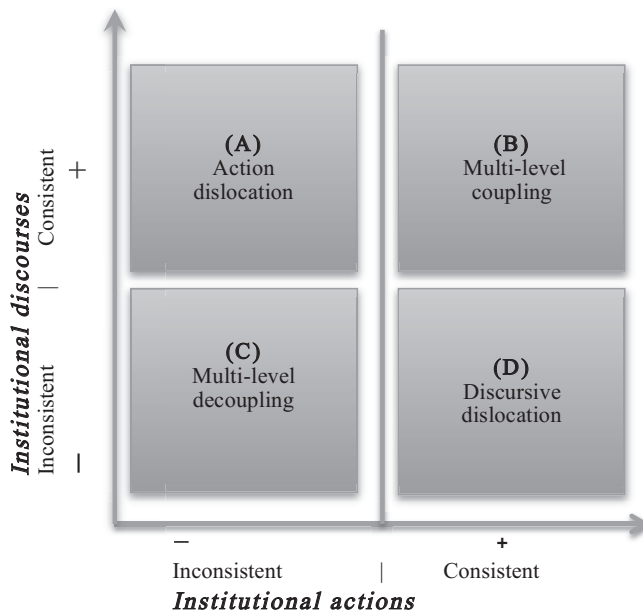 (A)
Action
dislocation
(B)
Multi-level
coupling
(C)
Multi-level
decoupling
(D)
Discursive
dislocation
Institutional discourses
Inconsistent | Consistent
− +
− +
Inconsistent | Consistent
Institutional actions